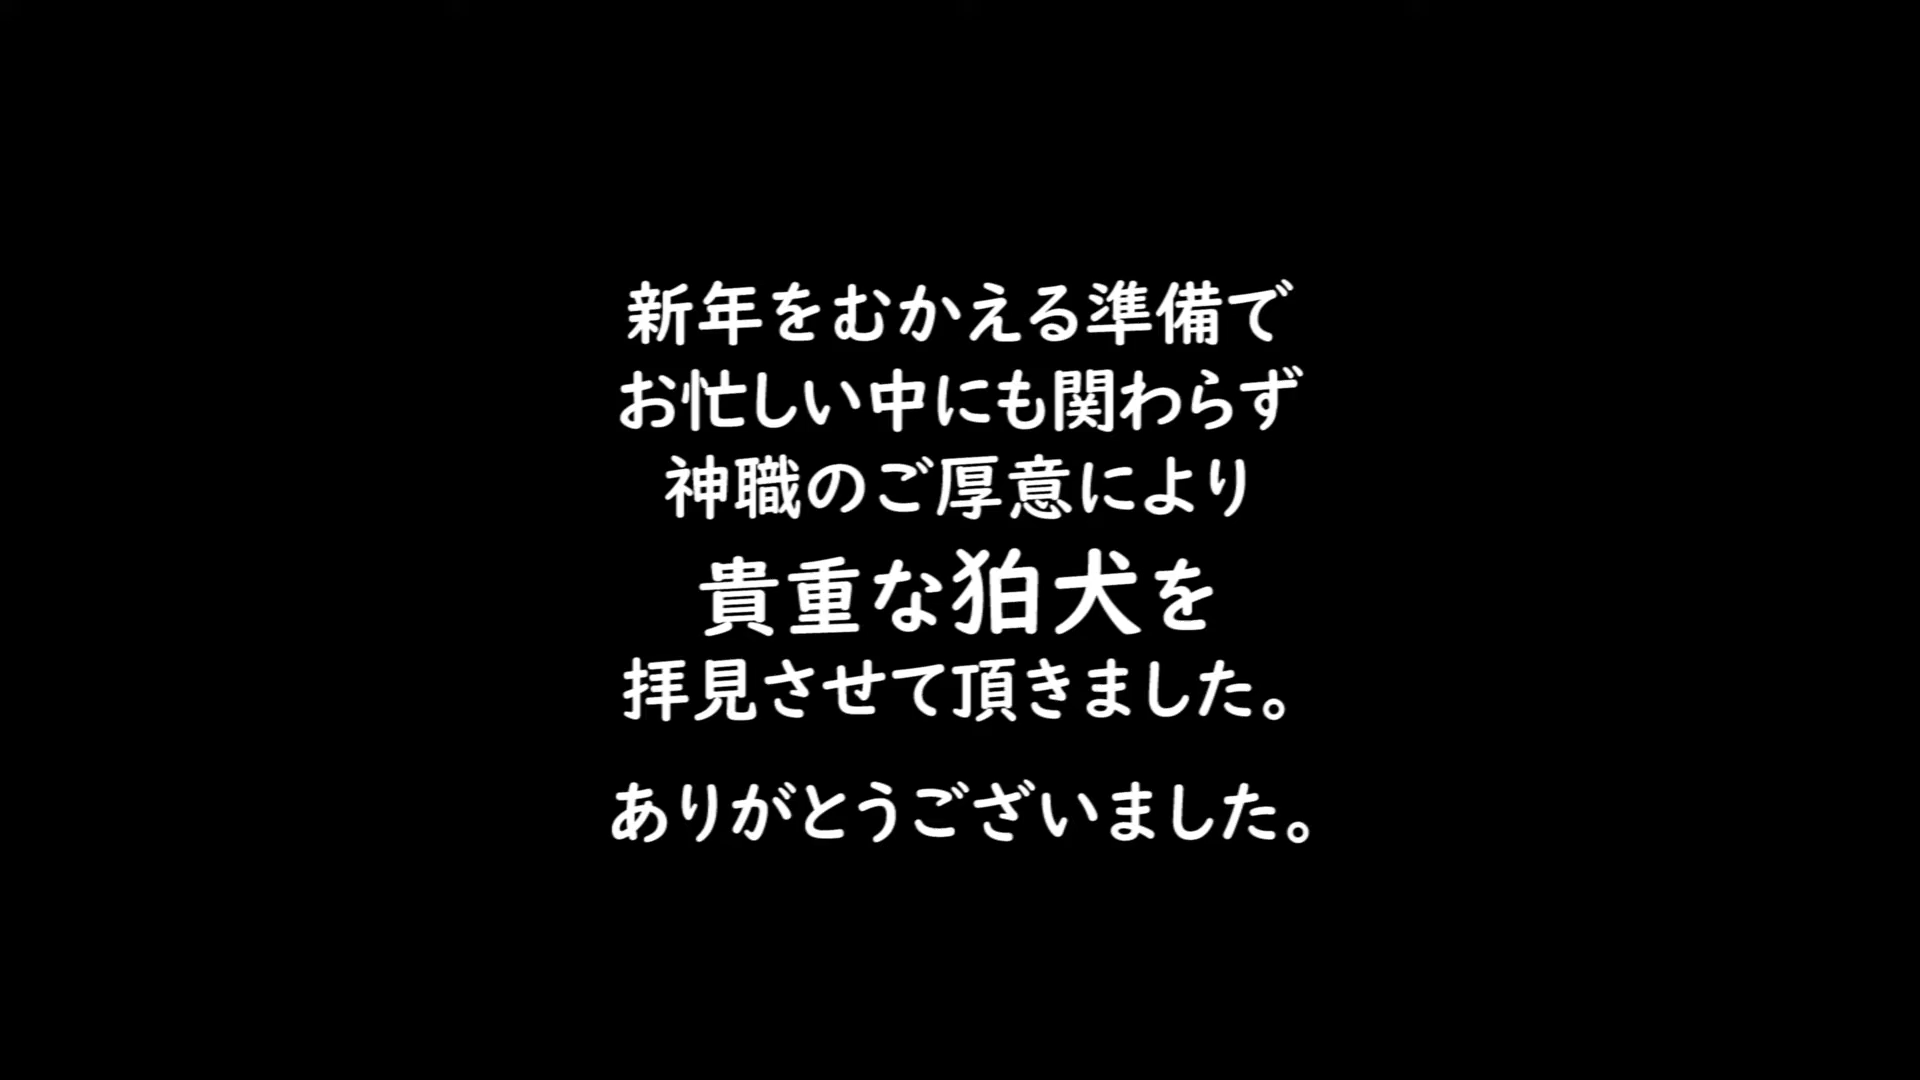 新年をむかえる準備で
お忙しい中にも関わらず
神職のご厚意により
貴重な狛犬を
拝見させて頂きました。
ありがとうございました。